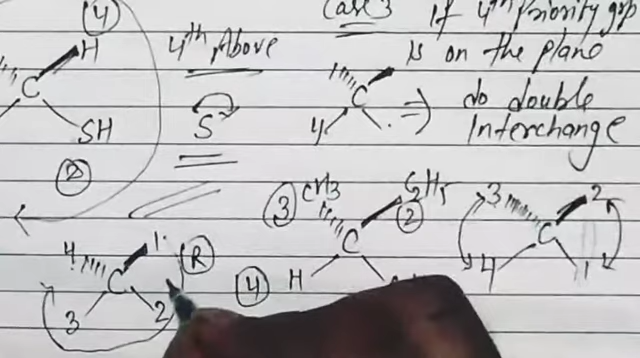 Case 3 If 4th Priority grp
4 H 4th Above is on the plane
C C
SH S 4 => do double
Interchange
2
3 CH3 C2H5 2 3 2
C C
4 1 R
C 4 H 4 1
3 2